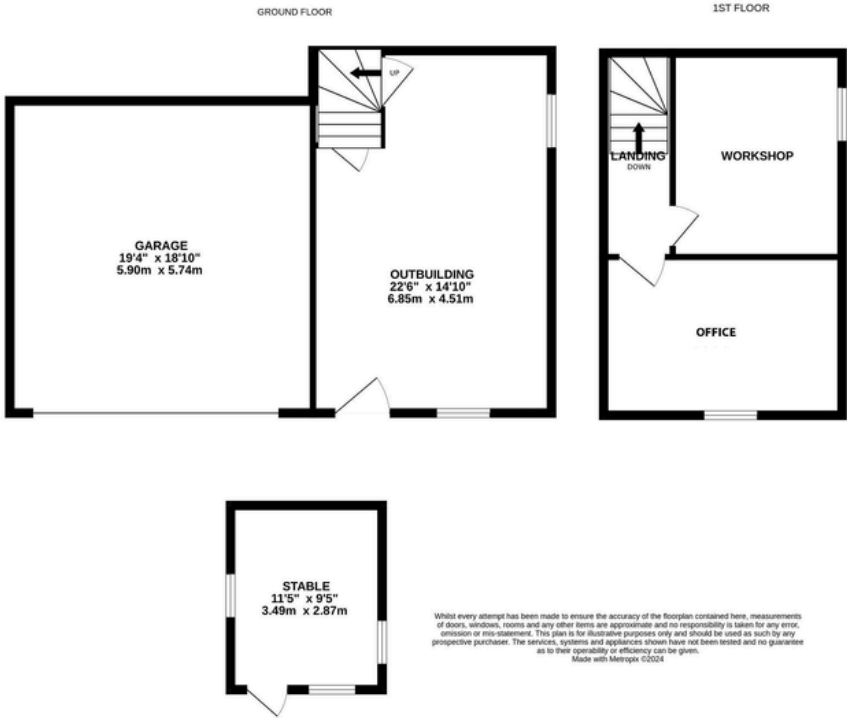 GROUND FLOOR
1ST FLOOR
UP
GARAGE
19'4" x 18'10"
5.90m x 5.74m
OUTBUILDING
22'6" x 14'10"
6.85m x 4.51m
LANDING
DOWN
WORKSHOP
OFFICE
STABLE
11'5" x 9'5"
3.49m x 2.87m
Whilst every attempt has been made to ensure the accuracy of the floorplan contained here, measurements
of doors, windows, rooms and any other items are approximate and no responsibility is taken for any error,
omission or mis-statement. This plan is for illustrative purposes only and should be used as such by any
prospective purchaser. The services, systems and appliances shown have not been tested and no guarantee
as to their operability or efficiency can be given.
Made with Metropix ©2024